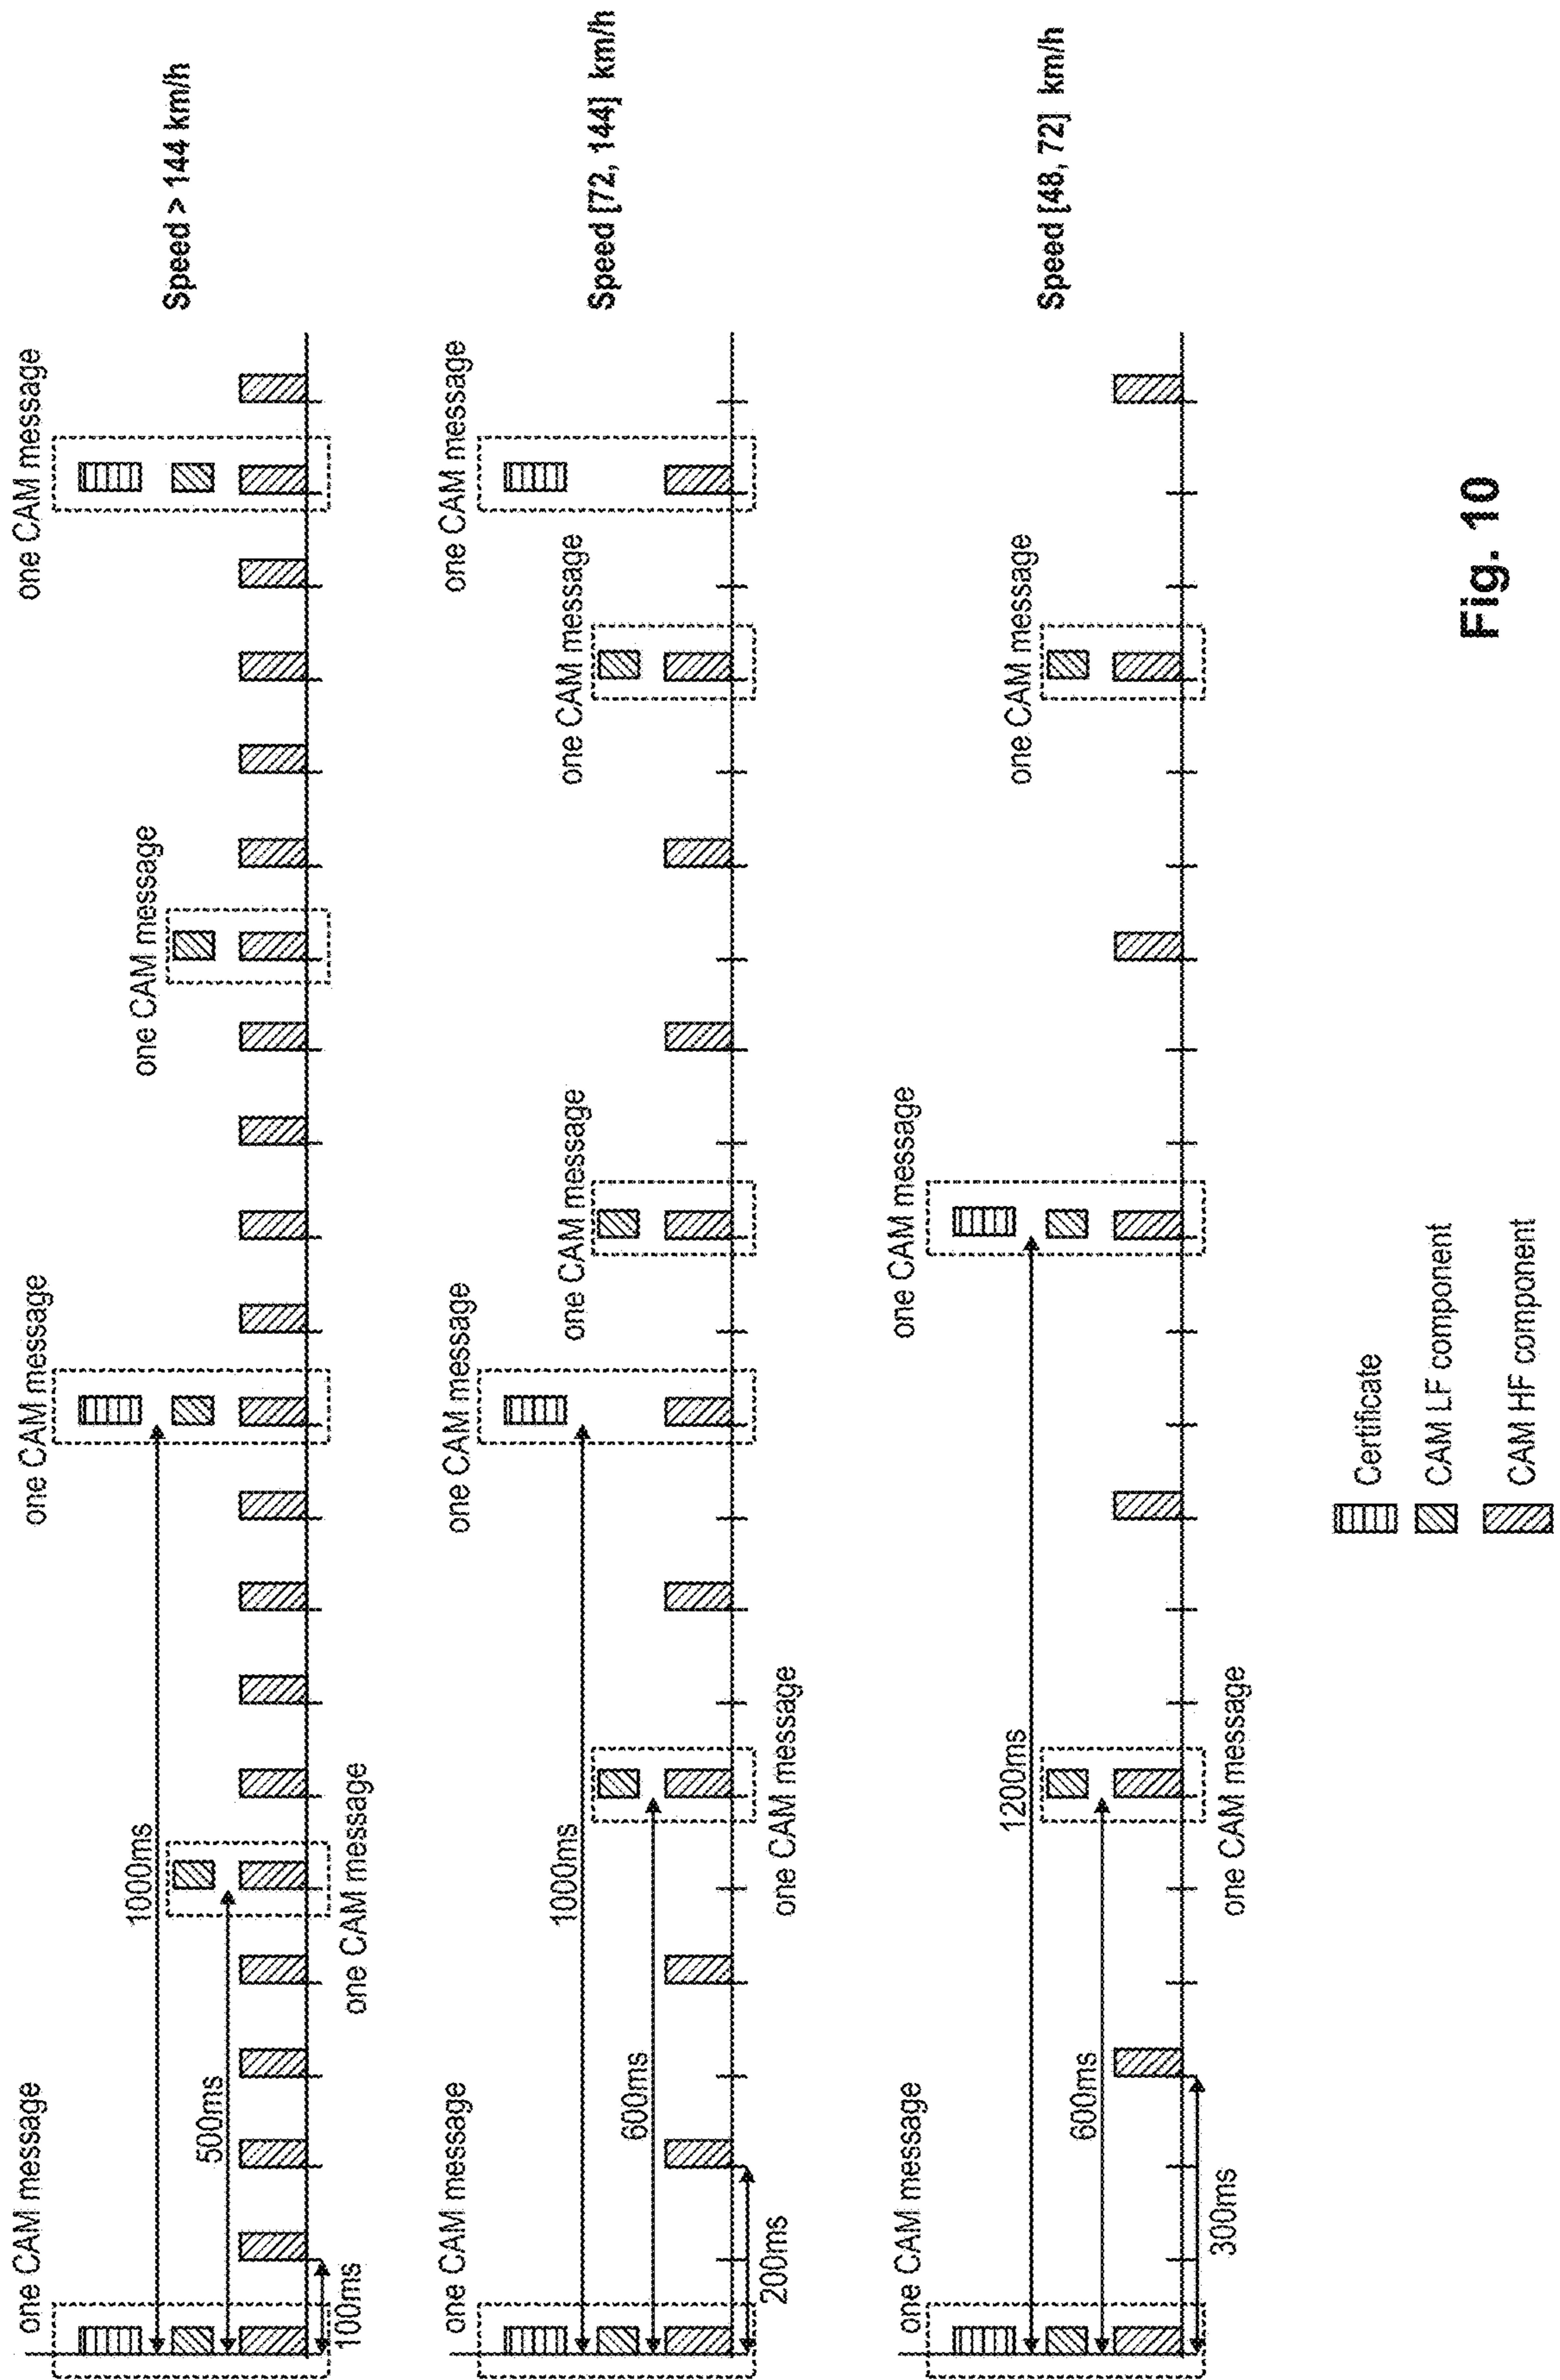 one CAM message
one CAM message
one CAM message
one CAM message
one CAM message
1000ms
500ms
100ms
Speed > 144 km/h
one CAM message
one CAM message
one CAM message
one CAM message
one CAM message
one CAM message
1000ms
600ms
200ms
Speed [72, 144] km/h
one CAM message
one CAM message
one CAM message
one CAM message
1200ms
600ms
300ms
Speed [48, 72] km/h
Certificate
CAM LF component
CAM HF component
Fig. 10